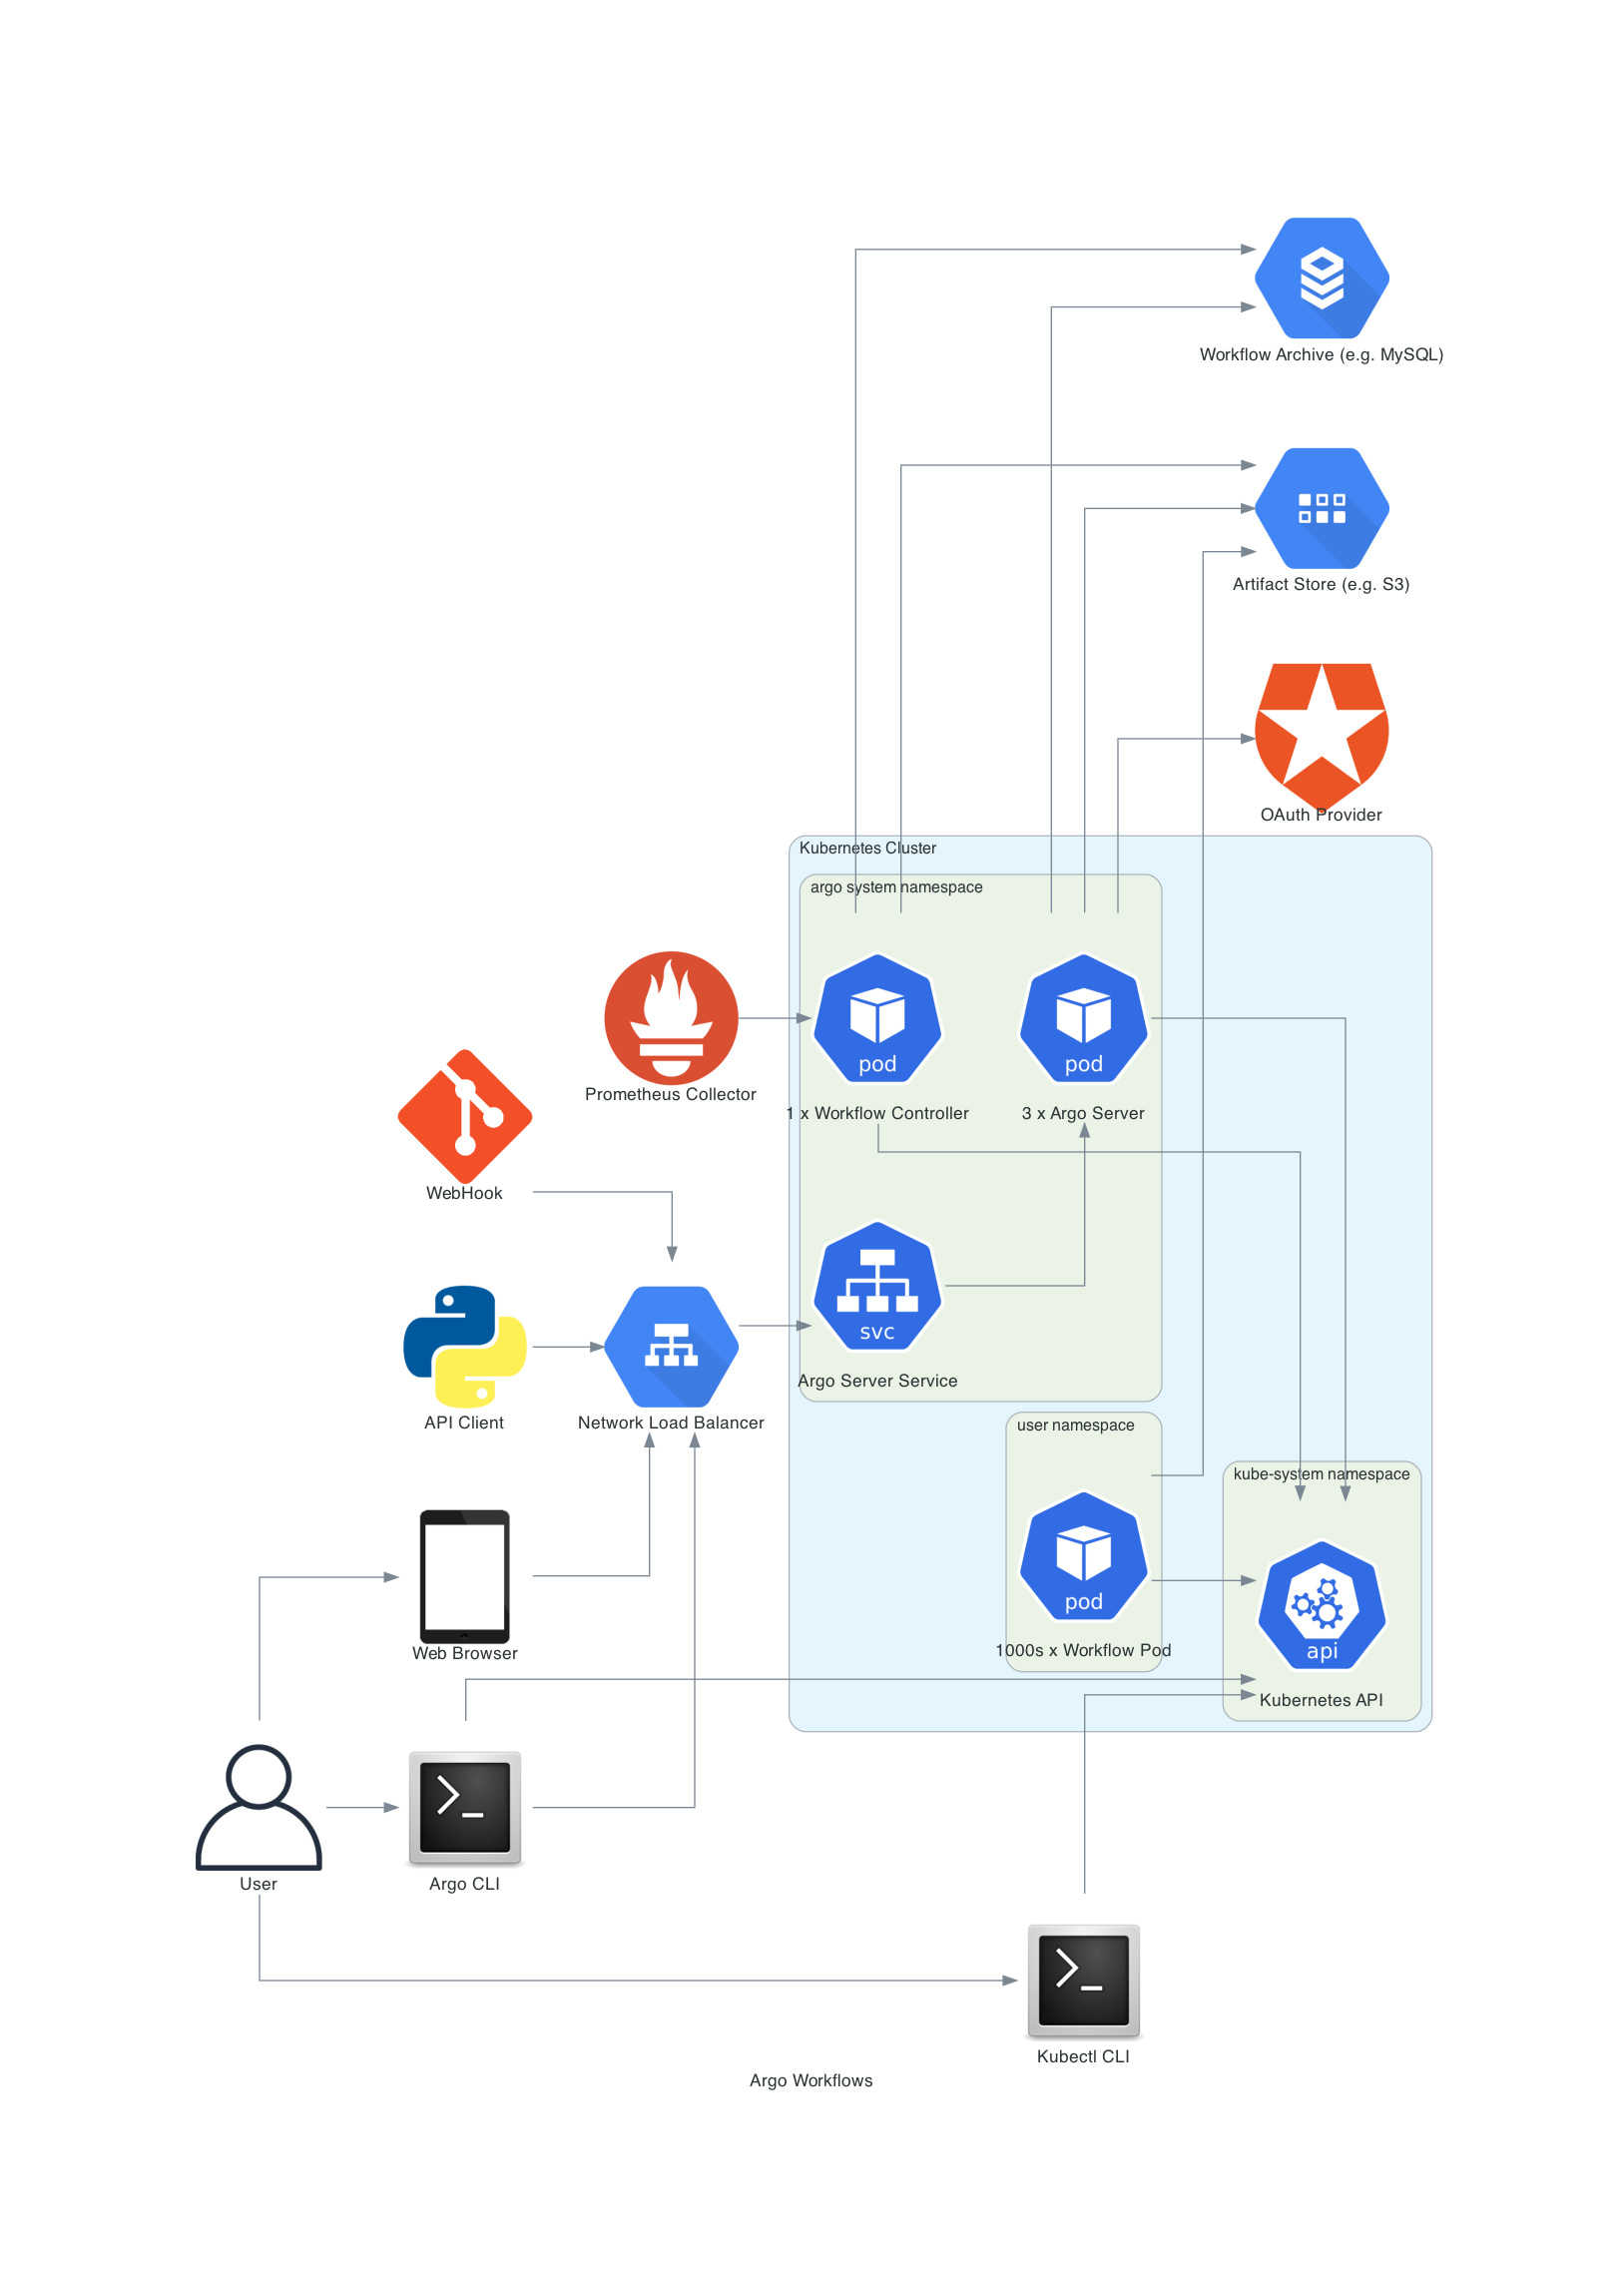 Workflow Archive (e.g. MySQL)
Artifact Store (e.g. S3)
OAuth Provider
Kubernetes Cluster
argo system namespace
pod
pod
Prometheus Collector
1 x Workflow Controller
3 x Argo Server
WebHook
svc
Argo Server Service
API Client
Network Load Balancer
user namespace
kube-system namespace
pod
1000s x Workflow Pod
api
Kubernetes API
Web Browser
User
Argo CLI
Kubectl CLI
Argo Workflows